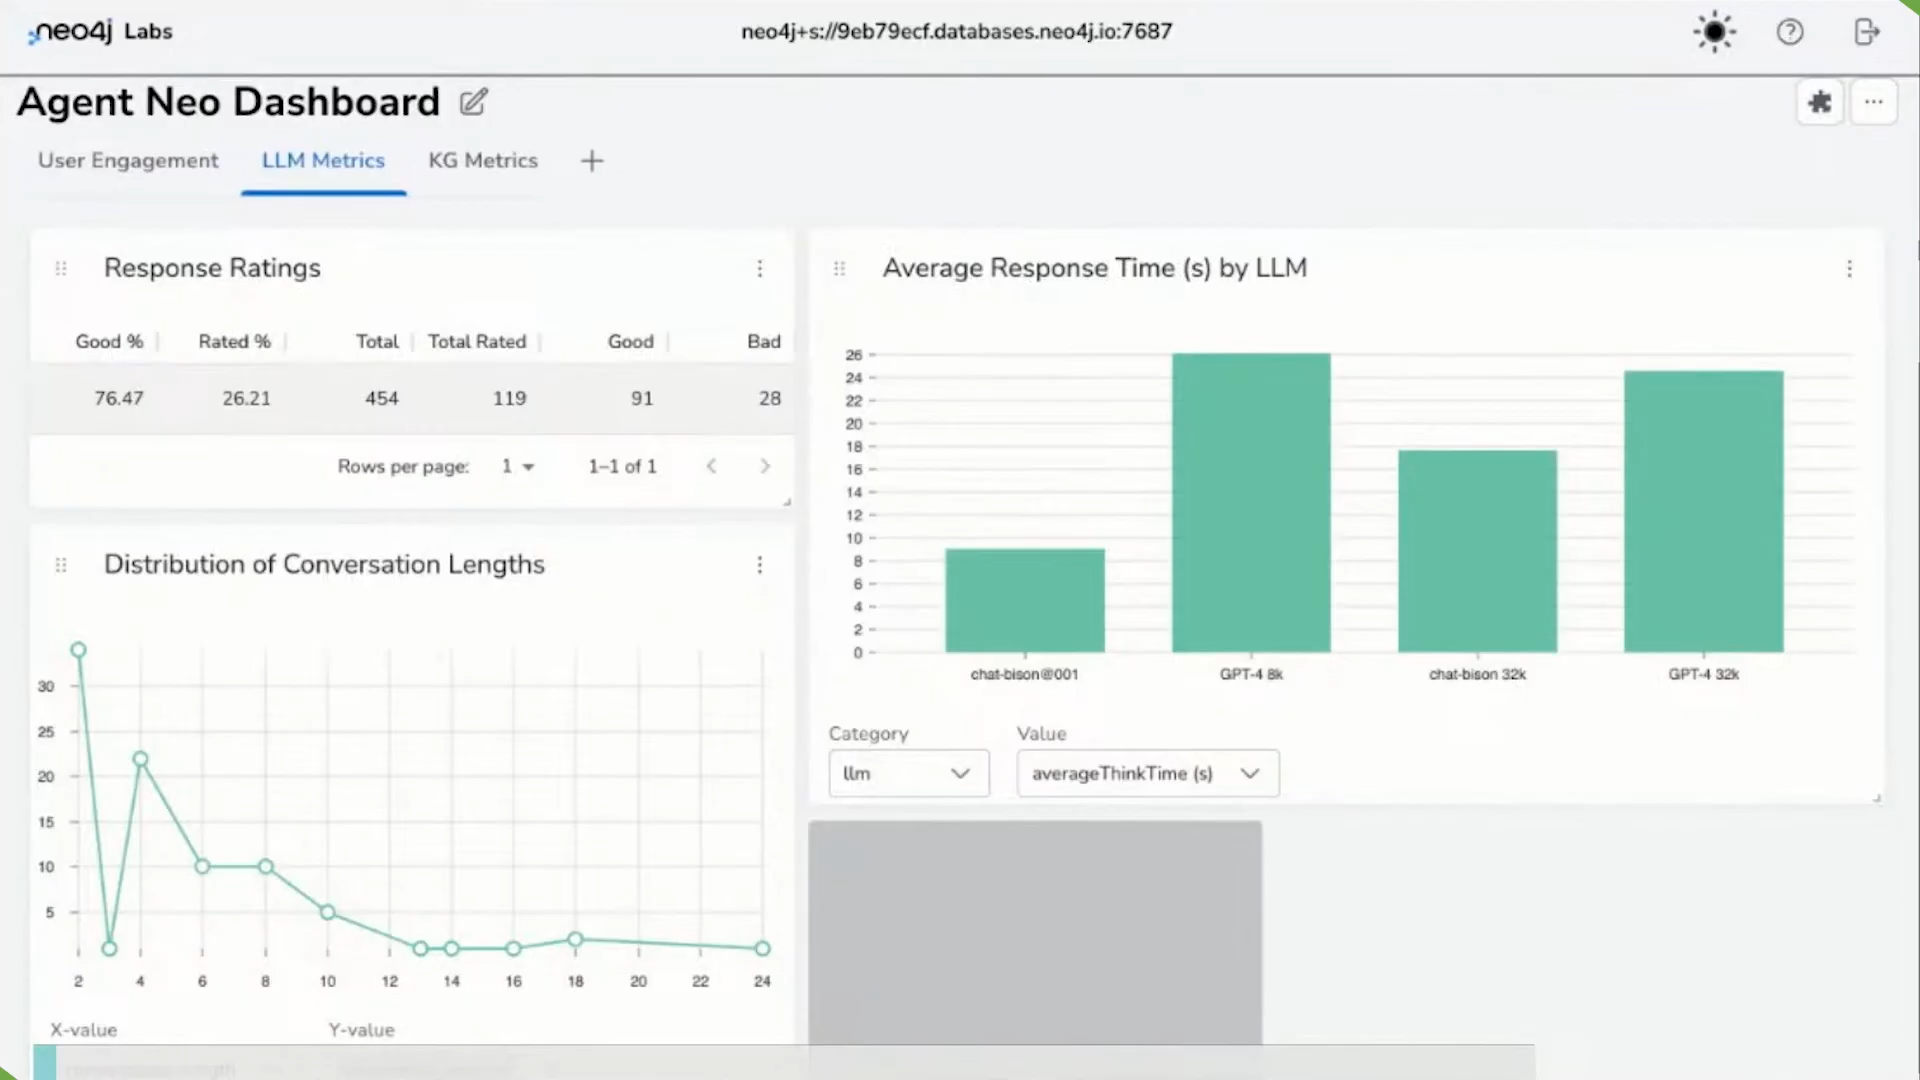 neo4j Labs
neo4j+s://9eb79ecf.databases.neo4j.io:7687
Agent Neo Dashboard
User Engagement LLM Metrics KG Metrics +
Response Ratings
Good % Rated % Total Total Rated Good Bad
76.47 26.21 454 119 91 28
Rows per page: 1 1–1 of 1
Average Response Time (s) by LLM
26
24
22
20
18
16
14
12
10
8
6
4
2
0
chat-bison@001 GPT-4 8k chat-bison 32k GPT-4 32k
Category Value
llm averageThinkTime (s)
Distribution of Conversation Lengths
30
25
20
15
10
5
2 4 6 8 10 12 14 16 18 20 22 24
X-value Y-value